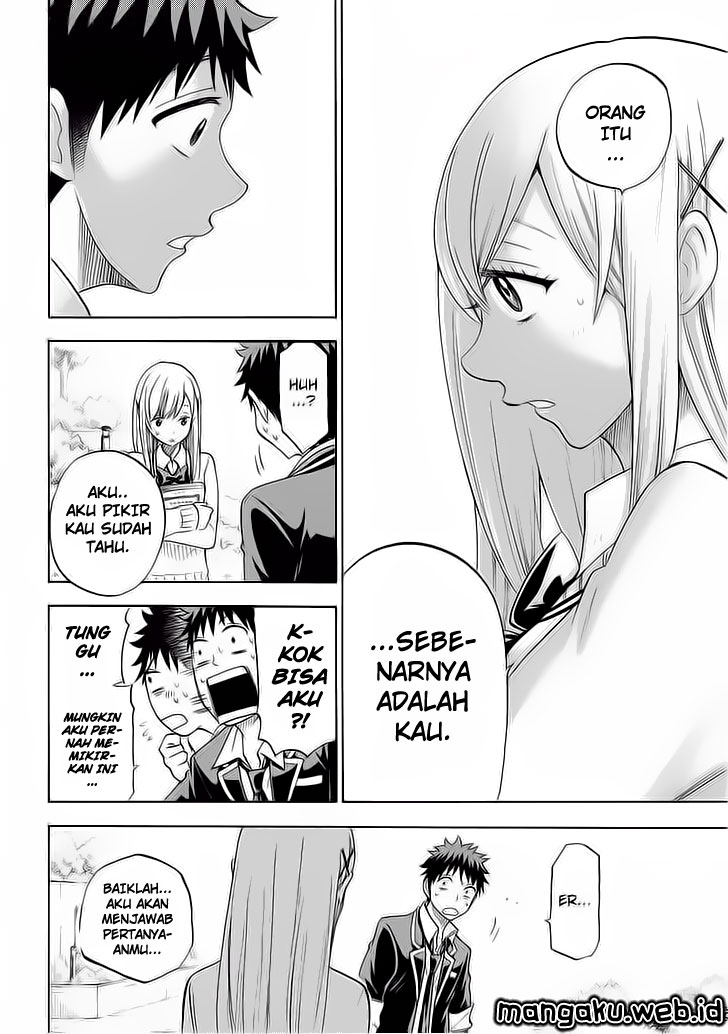 ORANG
ITU
...
...SEBE-
NARNYA
ADALAH
KAU.
HUH
...?
AKU..
AKU PIKIR
KAU SUDAH
TAHU.
K-
KOK
BISA
AKU
?!
TUNG
GU
...
MUNGKIN
AKU PER-
NAH ME-
MIKIR-
KAN INI
...
ER...
BAIKLAH...
AKU AKAN
MENJAWAB
PERTANYA-
ANMU.
mangaku.web.id